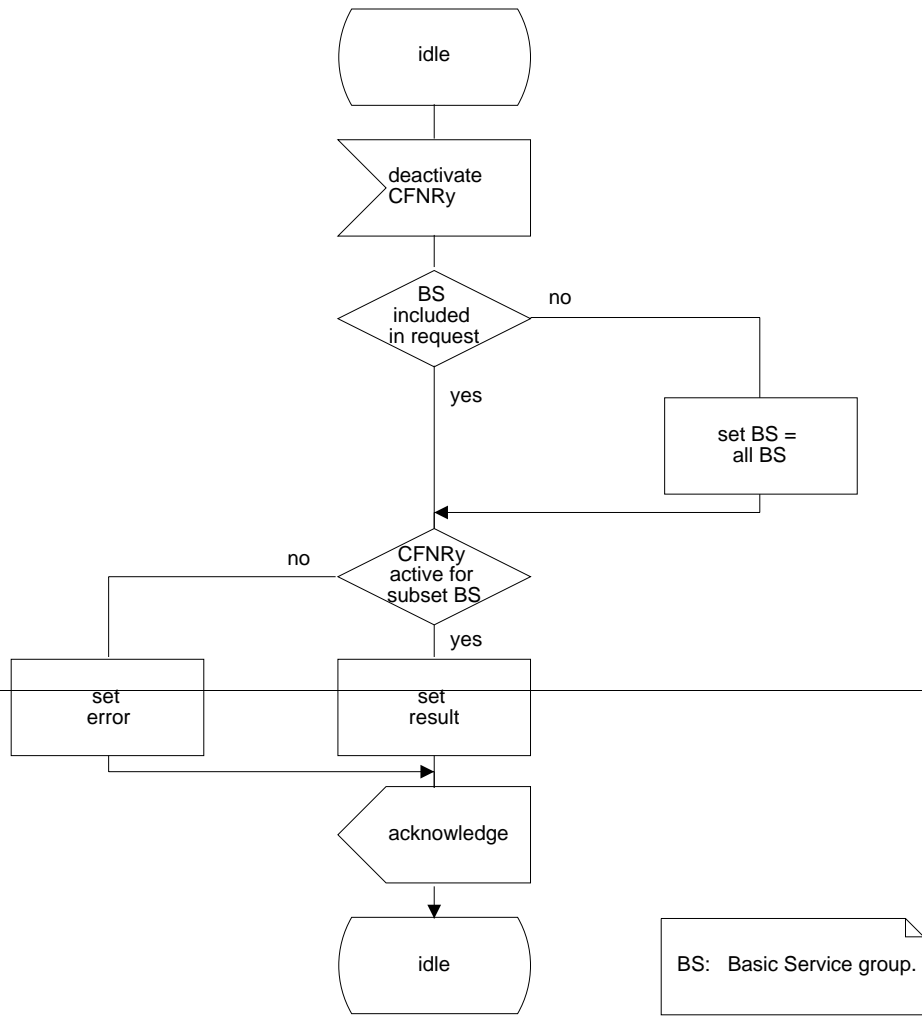 idle
deactivate
CFNRy
BS
included
in request
no
yes
set BS =
all BS
CFNRy
active for
subset BS
no
yes
set
error
set
result
acknowledge
idle
BS: Basic Service group.